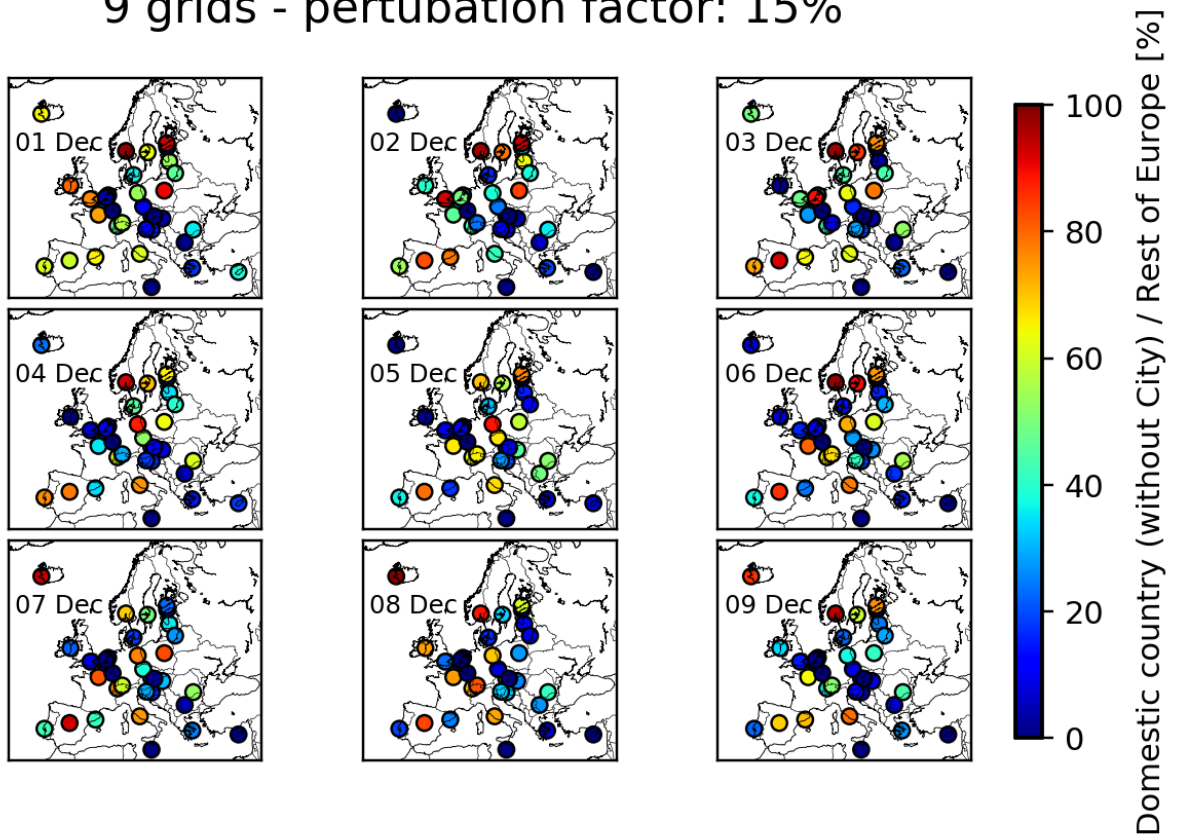 9 grids - pertubation factor: 15%
01 Dec
02 Dec
03 Dec
04 Dec
05 Dec
06 Dec
07 Dec
08 Dec
09 Dec
100
80
60
40
20
0
Domestic country (without City) / Rest of Europe [%]